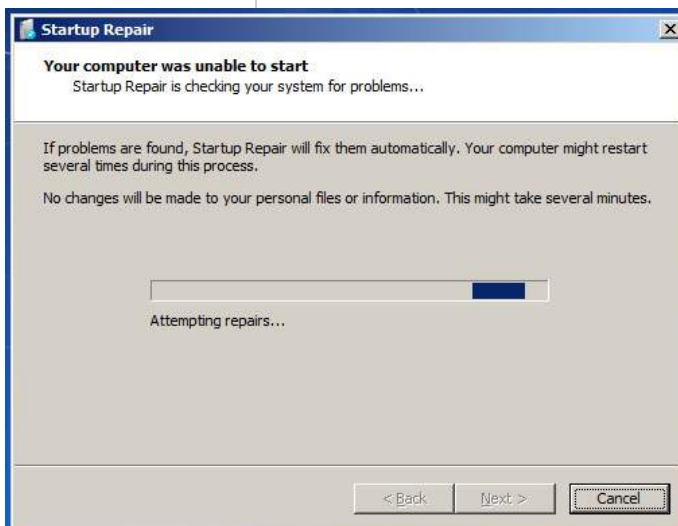 Startup Repair
Your computer was unable to start
Startup Repair is checking your system for problems...
If problems are found, Startup Repair will fix them automatically. Your computer might restart
several times during this process.
No changes will be made to your personal files or information. This might take several minutes.
Attempting repairs...
< Back Next > Cancel